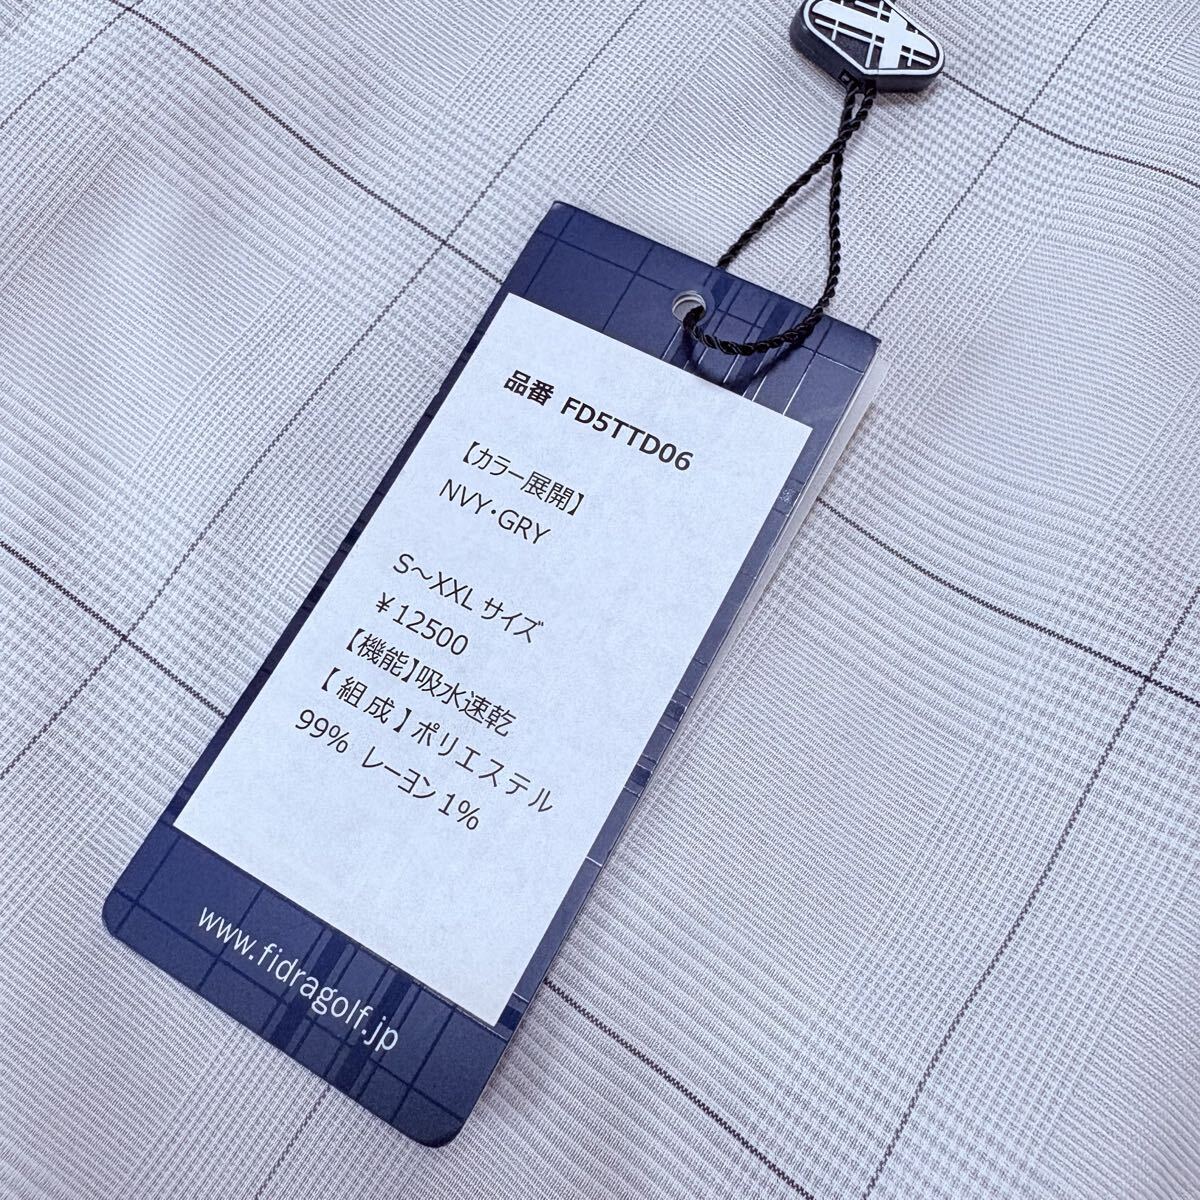 品番 FD5TTD06
【カラー展開】
NVY・GRY
S～XXL サイズ
￥12500
【機能】吸水速乾
【組成】ポリエステル
99% レーヨン1%
www.fidragolf.jp